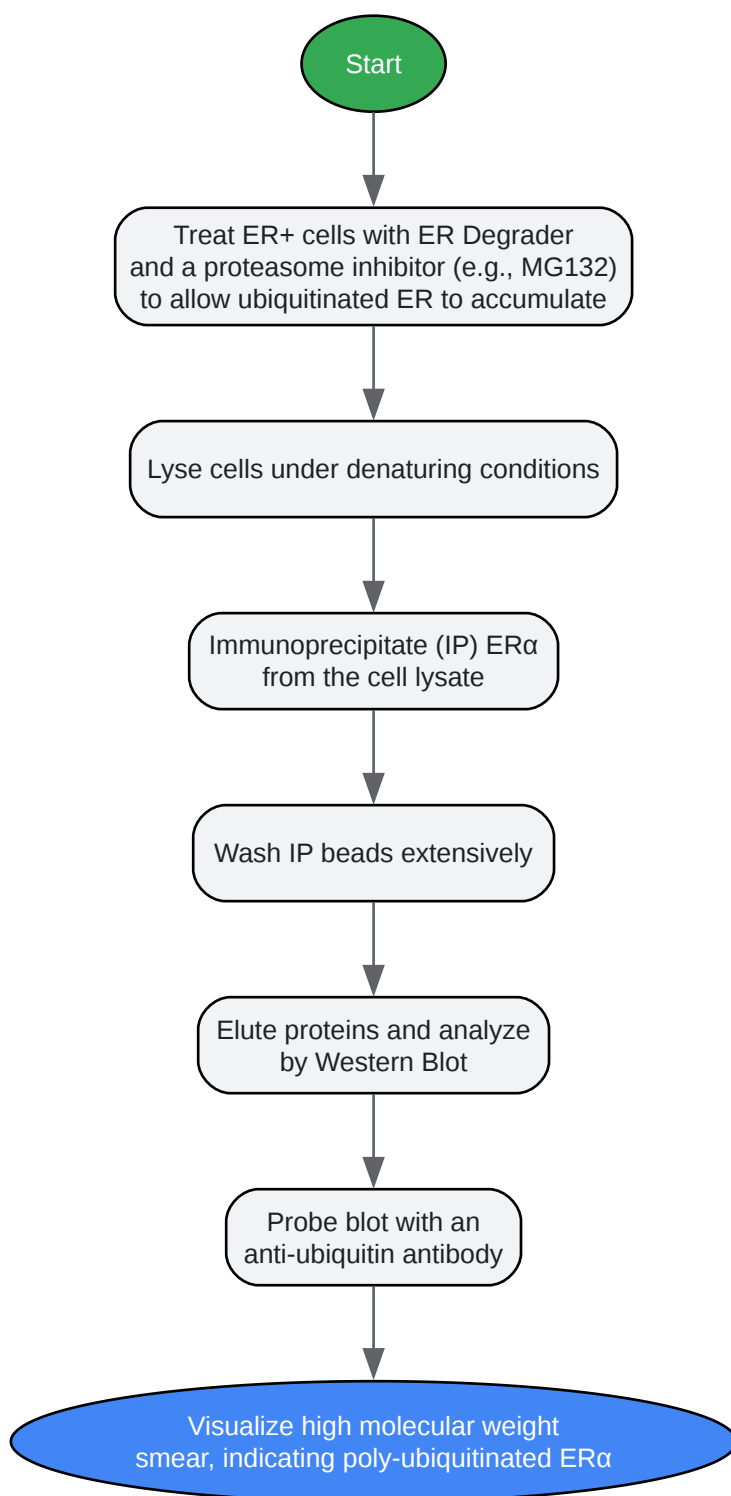 Start
Treat ER+ cells with ER Degrader
and a proteasome inhibitor (e.g., MG132)
to allow ubiquitinated ER to accumulate
Lyse cells under denaturing conditions
Immunoprecipitate (IP) ERα
from the cell lysate
Wash IP beads extensively
Elute proteins and analyze
by Western Blot
Probe blot with an
anti-ubiquitin antibody
Visualize high molecular weight
smear, indicating poly-ubiquitinated ERα